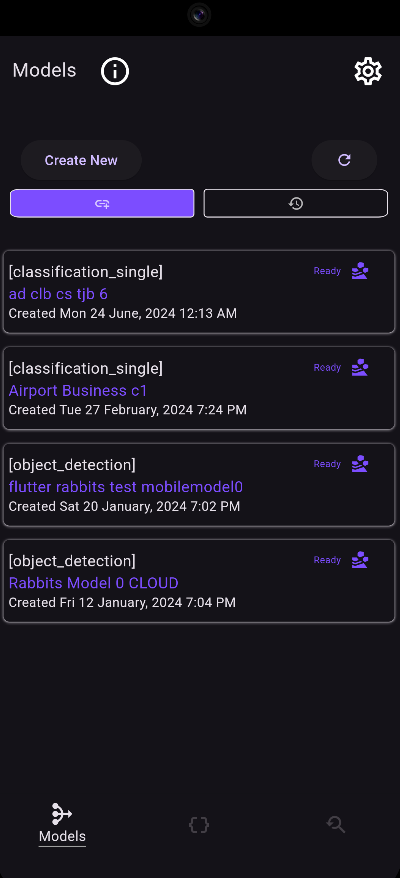 Models
Create New
[classification_single]
Ready
ad clb cs tjb 6
Created Mon 24 June, 2024 12:13 AM
[classification_single]
Ready
Airport Business c1
Created Tue 27 February, 2024 7:24 PM
[object_detection]
Ready
flutter rabbits test mobilemodel0
Created Sat 20 January, 2024 7:02 PM
[object_detection]
Ready
Rabbits Model 0 CLOUD
Created Fri 12 January, 2024 7:04 PM
Models